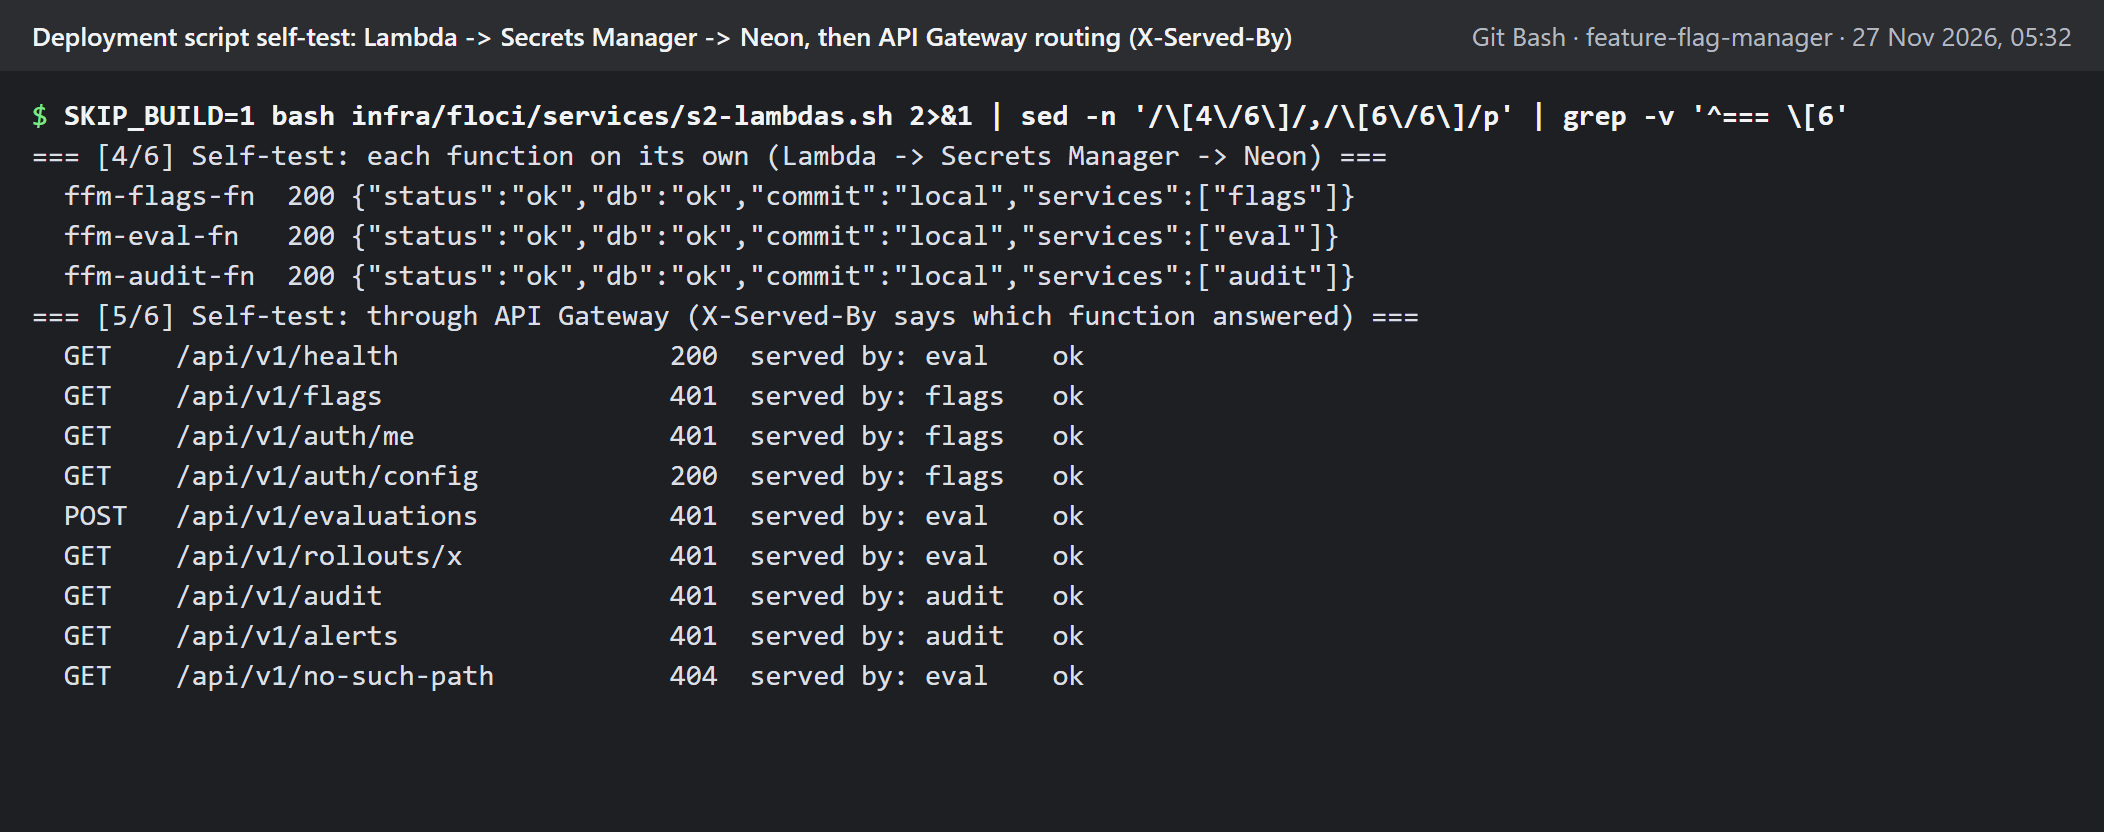 Deployment script self-test: Lambda -> Secrets Manager -> Neon, then API Gateway routing (X-Served-By)
Git Bash · feature-flag-manager · 27 Nov 2026, 05:32
$ SKIP_BUILD=1 bash infra/floci/services/s2-lambdas.sh 2>&1 | sed -n '/\[4\/6\]/,/\[6\/6\]/p' | grep -v '^=== \[6'
=== [4/6] Self-test: each function on its own (Lambda -> Secrets Manager -> Neon) ===
  ffm-flags-fn  200 {"status":"ok","db":"ok","commit":"local","services":["flags"]}
  ffm-eval-fn   200 {"status":"ok","db":"ok","commit":"local","services":["eval"]}
  ffm-audit-fn  200 {"status":"ok","db":"ok","commit":"local","services":["audit"]}
=== [5/6] Self-test: through API Gateway (X-Served-By says which function answered) ===
  GET    /api/v1/health                 200  served by: eval    ok
  GET    /api/v1/flags                  401  served by: flags   ok
  GET    /api/v1/auth/me                401  served by: flags   ok
  GET    /api/v1/auth/config            200  served by: flags   ok
  POST   /api/v1/evaluations            401  served by: eval    ok
  GET    /api/v1/rollouts/x             401  served by: eval    ok
  GET    /api/v1/audit                  401  served by: audit   ok
  GET    /api/v1/alerts                 401  served by: audit   ok
  GET    /api/v1/no-such-path           404  served by: eval    ok